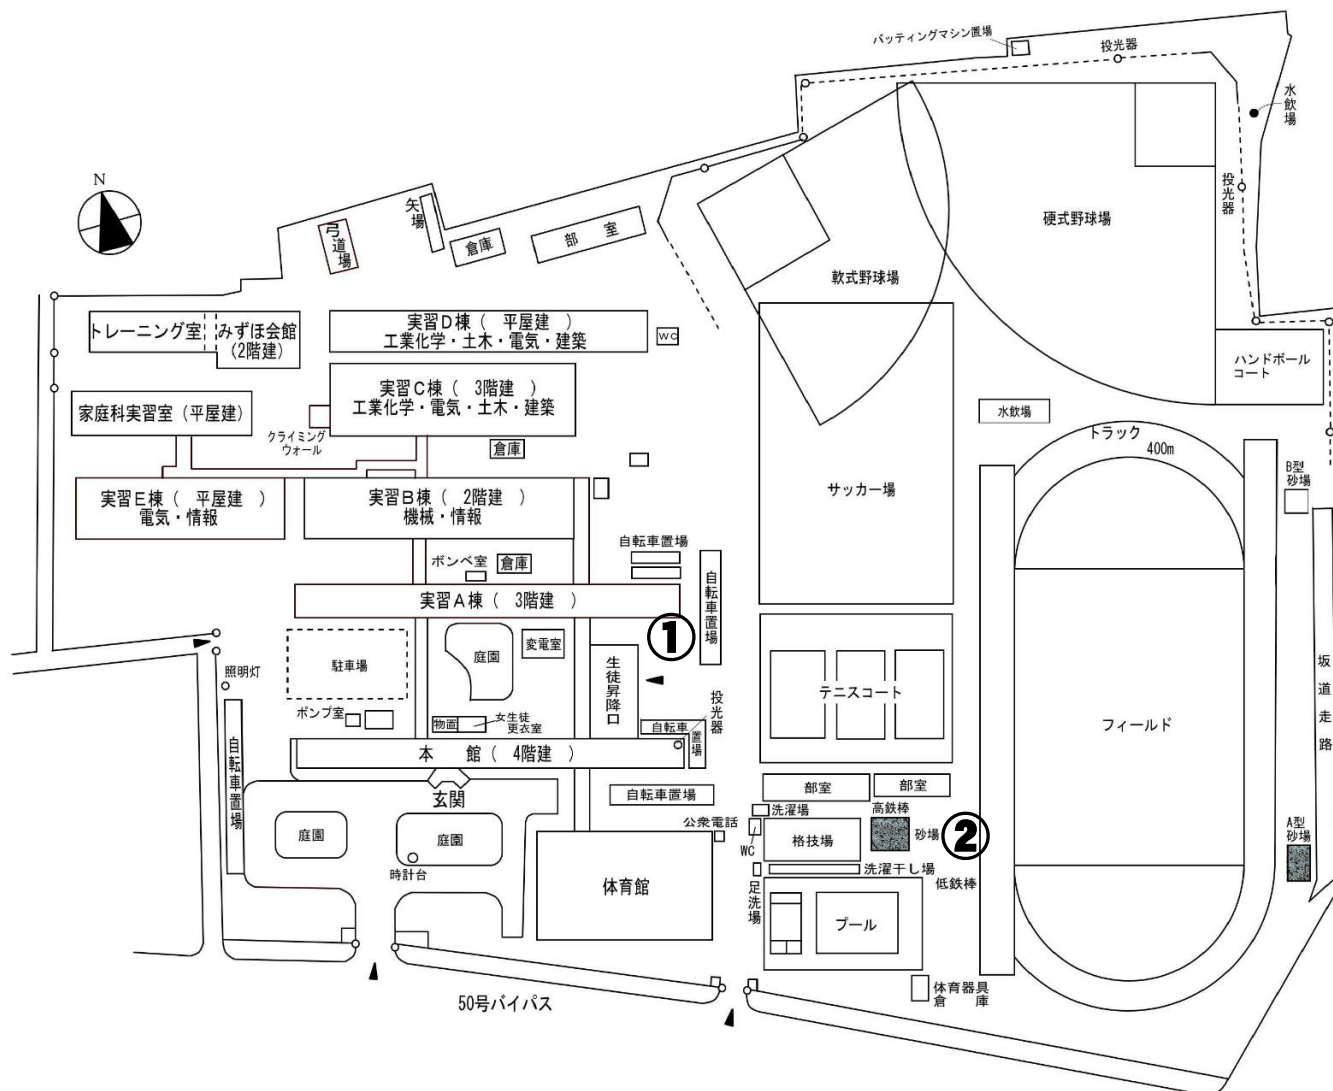 バッティングマシン置場
投光器
水飲場
投光器
硬式野球場
軟式野球場
ハンドボール
コート
N
矢場
弓道場
倉庫
部 室
トレーニング室
みずほ会館
(2階建)
実習D棟( 平屋建 )
工業化学・土木・電気・建築
WC
実習C棟( 3階建 )
工業化学・電気・土木・建築
家庭科実習室(平屋建)
クライミング
ウォール
倉庫
水飲場
トラック
400m
B型
砂場
サッカー場
実習E棟( 平屋建 )
電気・情報
実習B棟( 2階建 )
機械・情報
自転車置場
ボンベ室
倉庫
自転車置場
実習A棟( 3階建 )
①
照明灯
駐車場
庭園
変電室
生徒昇降口
テニスコート
フィールド
坂道走路
ポンプ室
物置
女生徒
更衣室
自転車
置場
投光器
本 館( 4階建 )
自転車置場
玄関
自転車置場
部室
部室
洗濯場
高鉄棒
公衆電話
WC
格技場
砂場
②
A型
砂場
庭園
庭園
時計台
体育館
足洗場
洗濯干し場
低鉄棒
プール
体育器具
倉 庫
50号バイパス